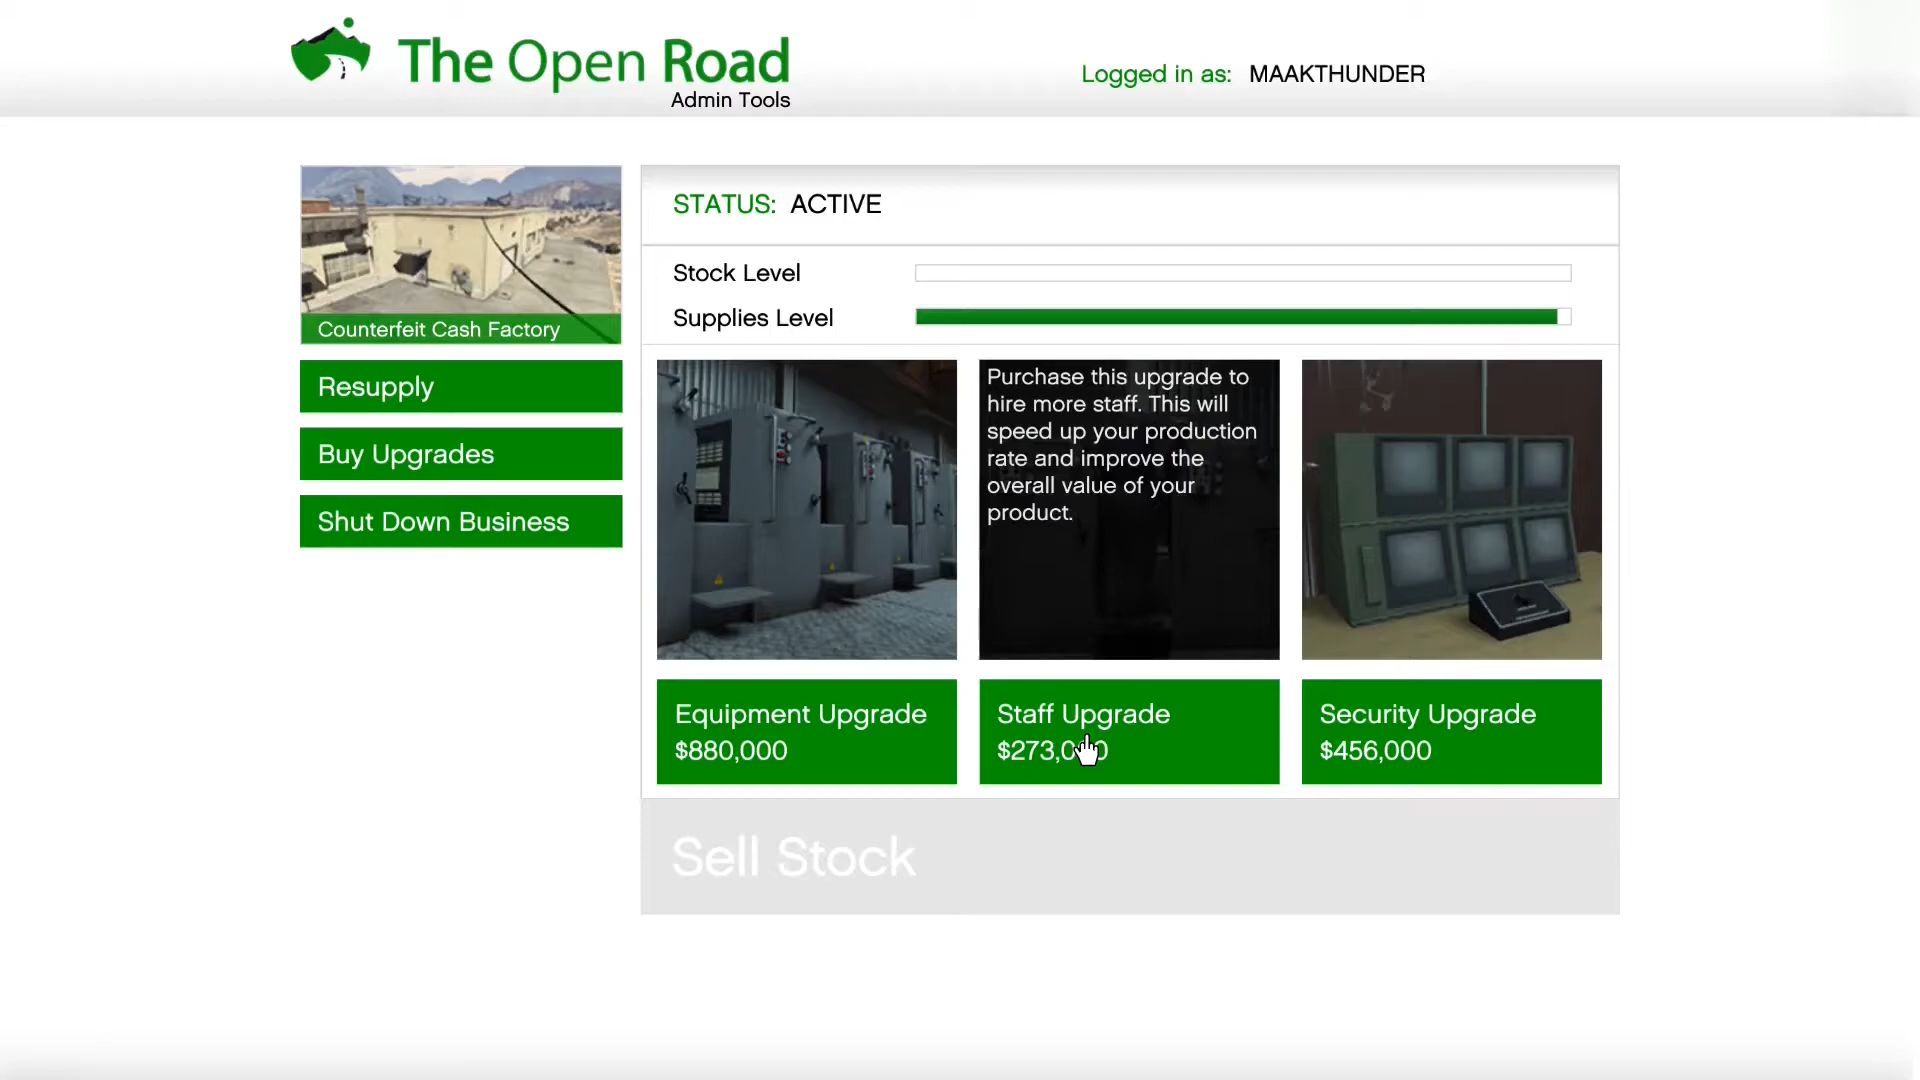 The Open Road
Admin Tools
Logged in as: MAAKTHUNDER
Counterfeit Cash Factory
Resupply
Buy Upgrades
Shut Down Business
STATUS: ACTIVE
Stock Level
Supplies Level
Purchase this upgrade to
hire more staff. This will
speed up your production
rate and improve the
overall value of your
product.
Equipment Upgrade
$880,000
Staff Upgrade
$273,000
Security Upgrade
$456,000
Sell Stock